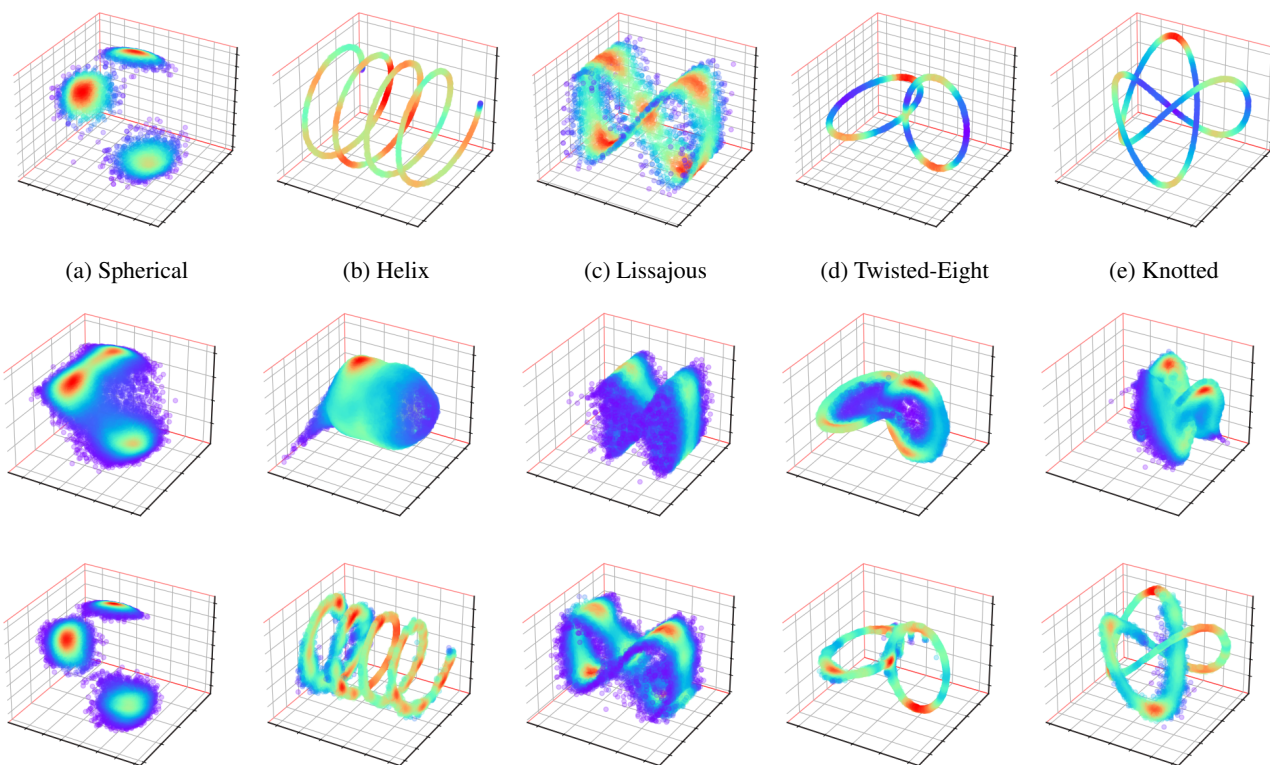 (a) Spherical
(b) Helix
(c) Lissajous
(d) Twisted-Eight
(e) Knotted